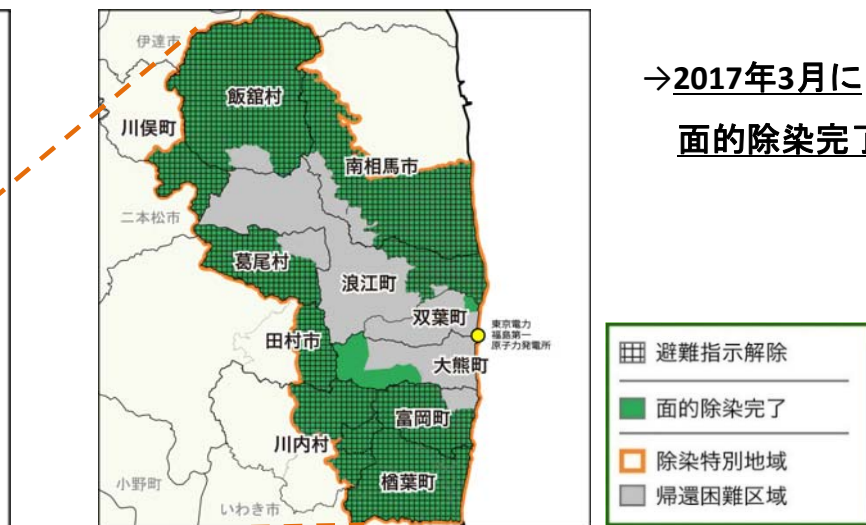 →2017年3月に
面的除染完了
伊達市
飯舘村
川俣町
南相馬市
二本松市
葛尾村
浪江町
双葉町
東京電力
福島第一
原子力発電所
田村市
大熊町
富岡町
川内村
楢葉町
小野町
いわき市
避難指示解除
面的除染完了
除染特別地域
帰還困難区域